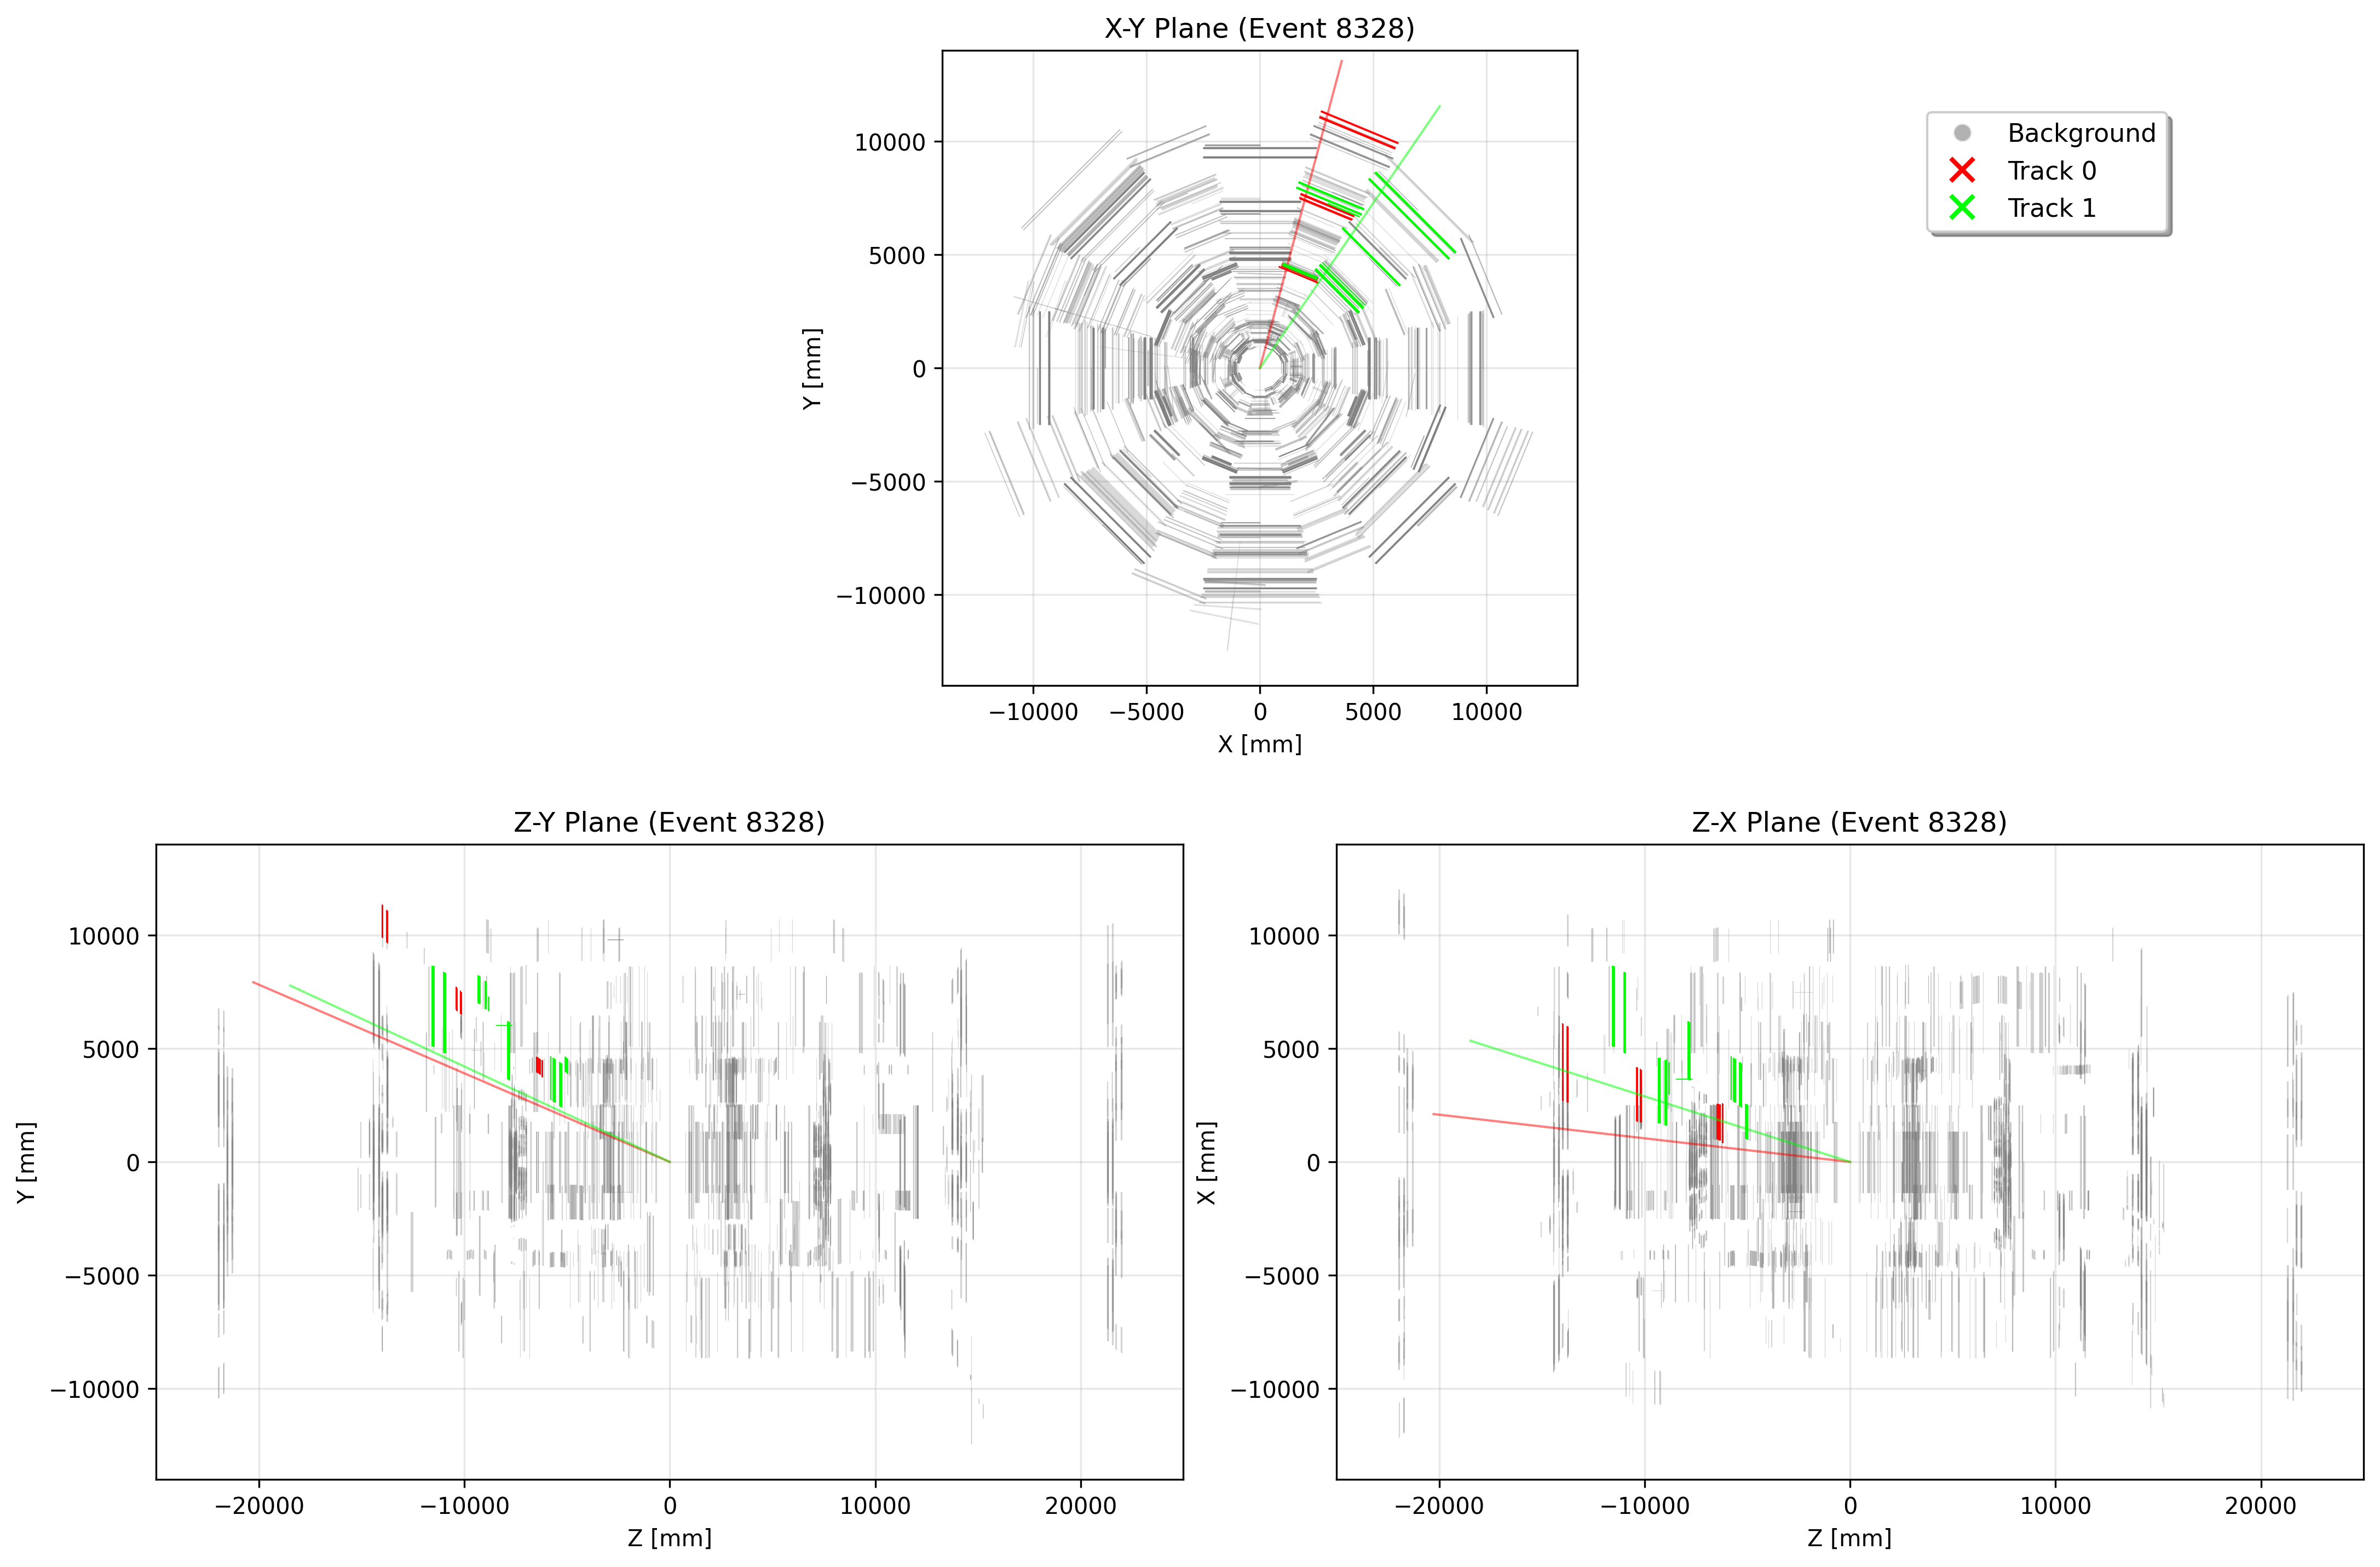 X-Y Plane (Event 8328)
Y [mm]
10000
5000
0
−5000
−10000
−10000 −5000 0 5000 10000
X [mm]
Background
Track 0
Track 1
Z-Y Plane (Event 8328)
Y [mm]
10000
5000
0
−5000
−10000
−20000 −10000 0 10000 20000
Z [mm]
Z-X Plane (Event 8328)
X [mm]
10000
5000
0
−5000
−10000
−20000 −10000 0 10000 20000
Z [mm]